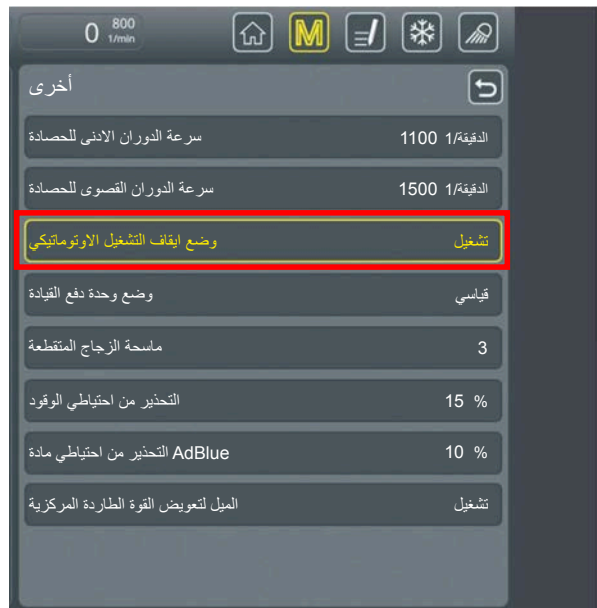 0 800 1/min
M
أخرى
سرعة الدوران الادنى للحصادة 1100 الدقيقة/1
سرعة الدوران القصوى للحصادة 1500 الدقيقة/1
وضع ايقاف التشغيل الاوتوماتيكي تشغيل
وضع وحدة دفع القيادة قياسي
ماسحة الزجاج المتقطعة 3
التحذير من احتياطي الوقود 15 %
التحذير من احتياطي مادة AdBlue 10 %
الميل لتعويض القوة الطاردة المركزية تشغيل